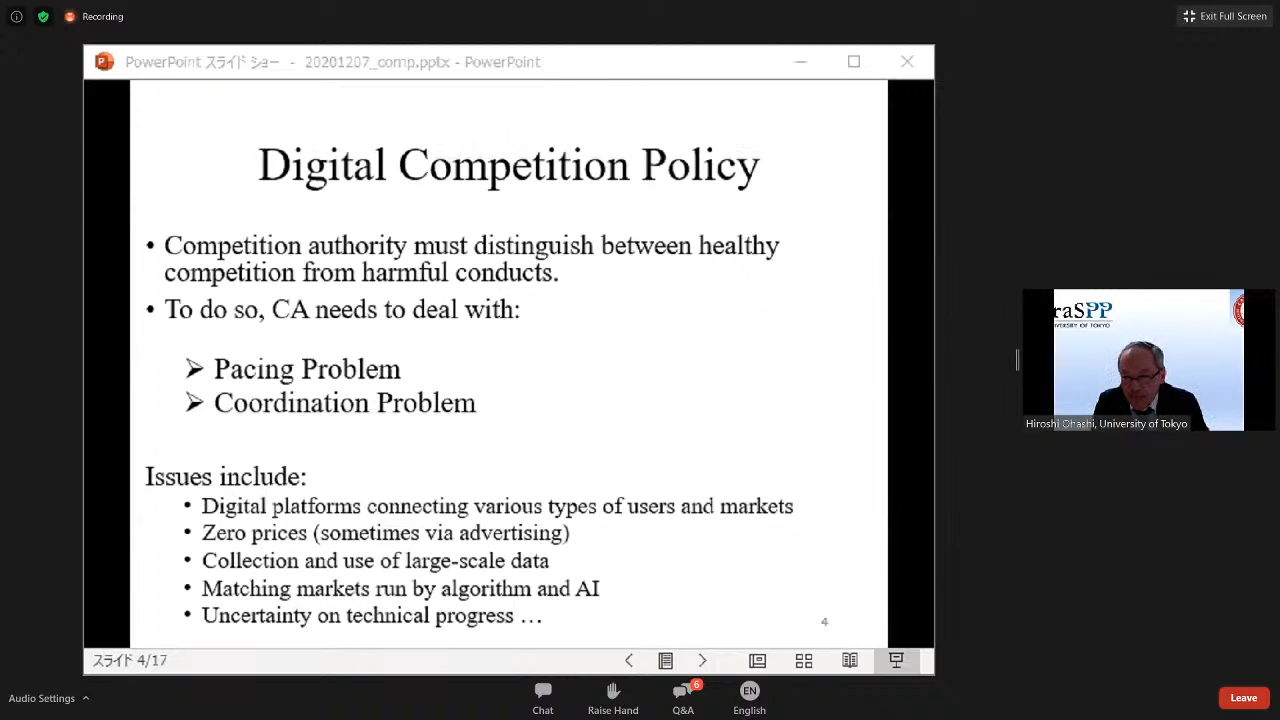 Recording
Exit Full Screen
PowerPoint スライド ショー - 20201207_comp.pptx - PowerPoint
Digital Competition Policy
• Competition authority must distinguish between healthy
competition from harmful conducts.
• To do so, CA needs to deal with:
➢ Pacing Problem
➢ Coordination Problem
Issues include:
• Digital platforms connecting various types of users and markets
• Zero prices (sometimes via advertising)
• Collection and use of large-scale data
• Matching markets run by algorithm and AI
• Uncertainty on technical progress …
4
スライド 4/17
raSPP
VERSITY OF TOKYO
Hiroshi Ohashi, University of Tokyo
Audio Settings
Chat
Raise Hand
6
Q&A
EN
English
Leave